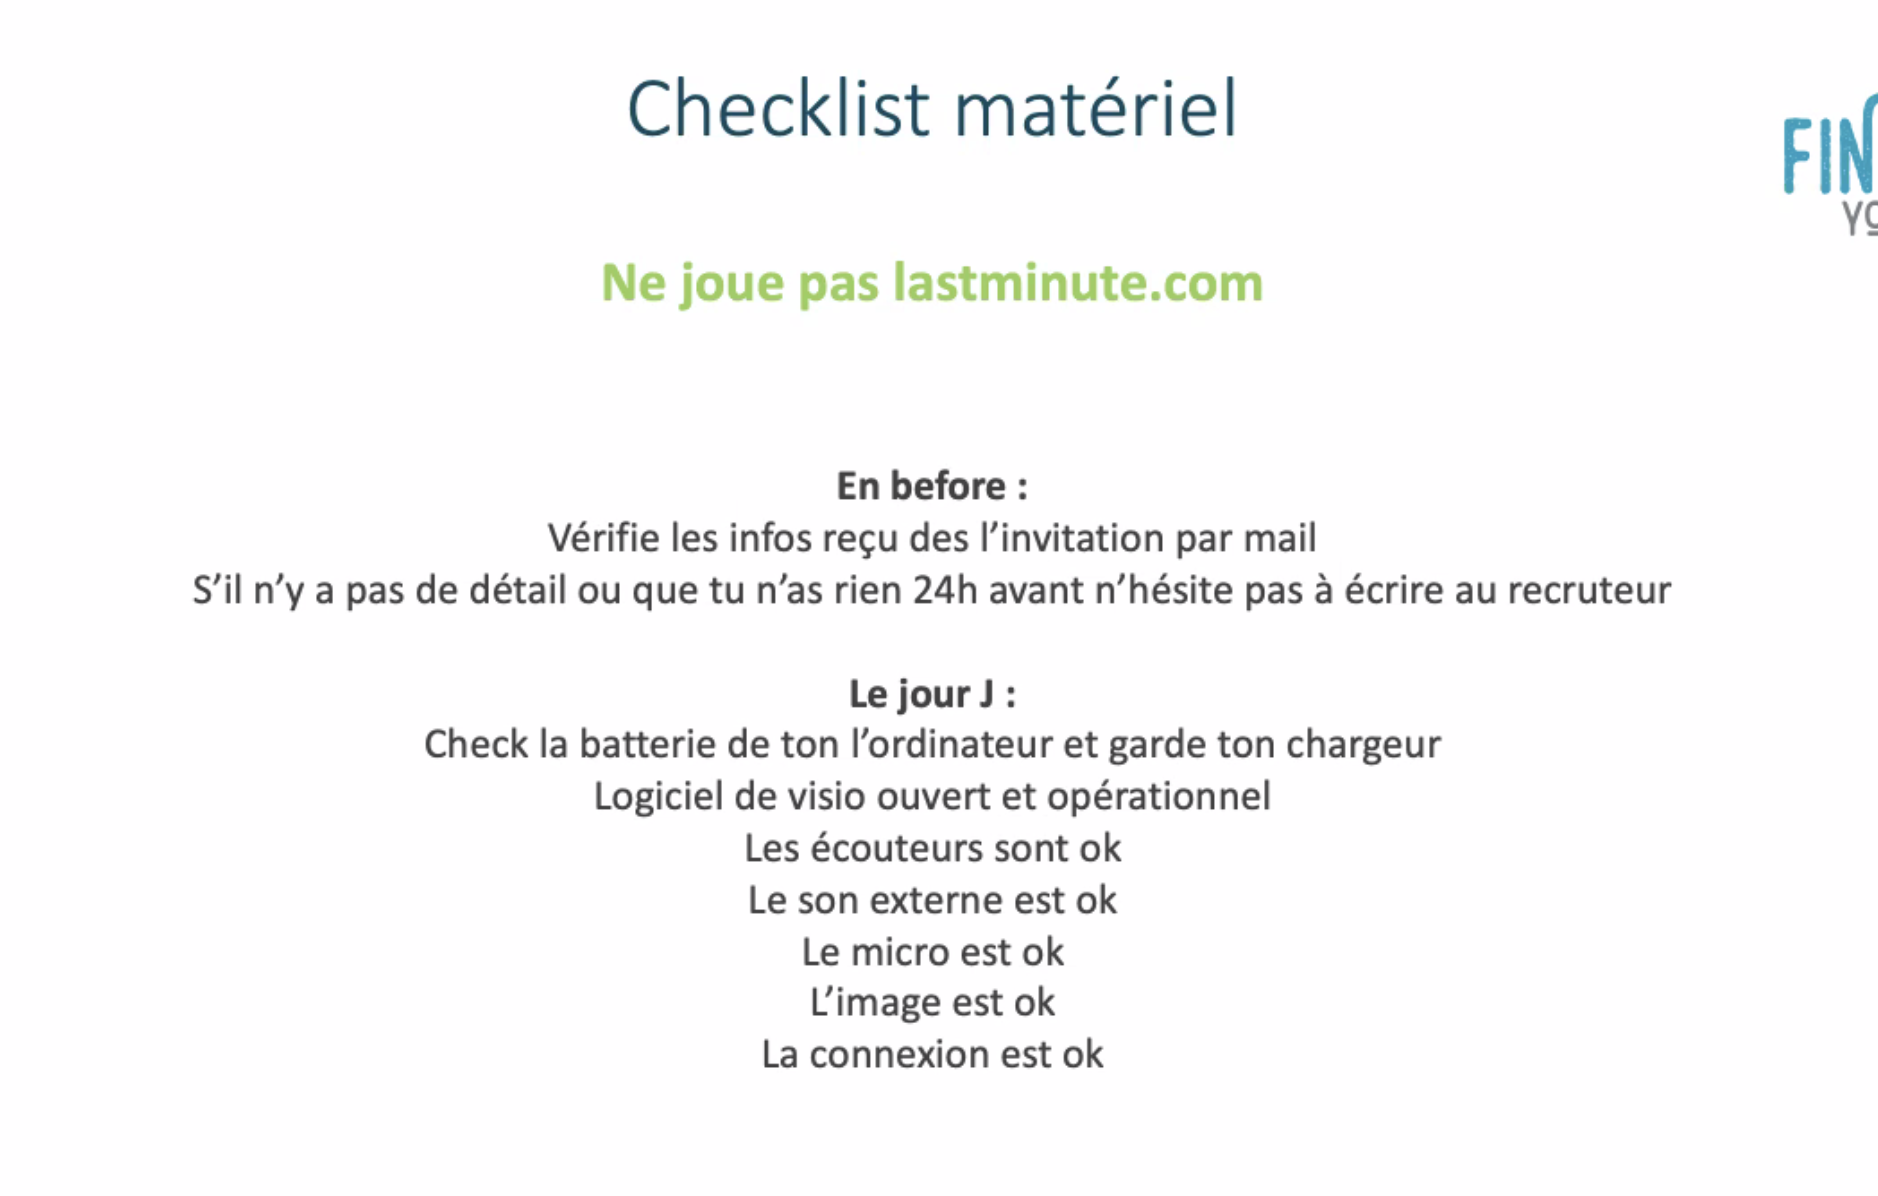 Checklist matériel
FIN
YO
Ne joue pas lastminute.com
En before :
Vérifie les infos reçu des l’invitation par mail
S’il n’y a pas de détail ou que tu n’as rien 24h avant n’hésite pas à écrire au recruteur
Le jour J :
Check la batterie de ton l’ordinateur et garde ton chargeur
Logiciel de visio ouvert et opérationnel
Les écouteurs sont ok
Le son externe est ok
Le micro est ok
L’image est ok
La connexion est ok